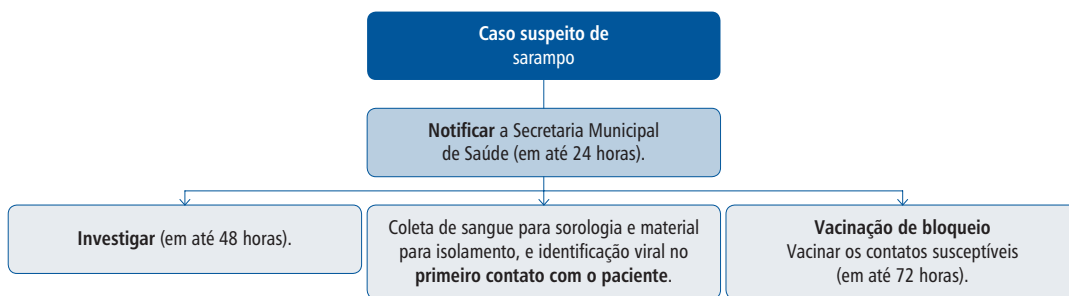 Caso suspeito de
sarampo
Notificar a Secretaria Municipal
de Saúde (em até 24 horas).
Investigar (em até 48 horas).
Coleta de sangue para sorologia e material
para isolamento, e identificação viral no
primeiro contato com o paciente.
Vacinação de bloqueio
Vacinar os contatos susceptíveis
(em até 72 horas).